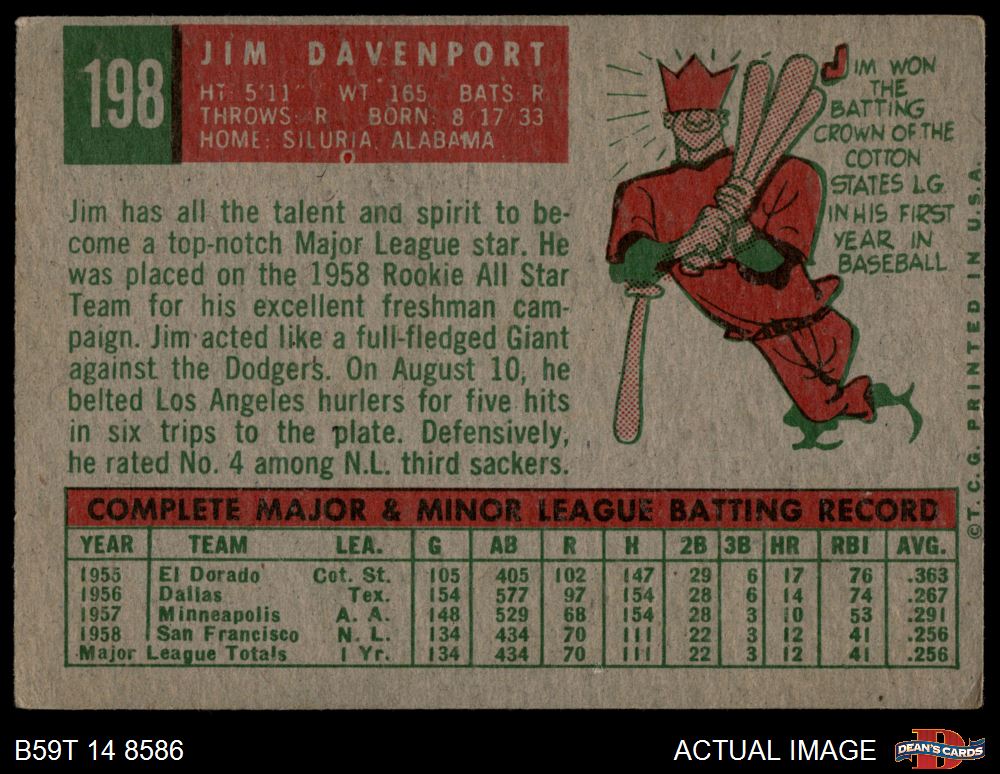 198
JIM DAVENPORT
HT: 5'11" WT 165 BATS: R
THROWS: R BORN: 8 17 33
HOME: SILURIA, ALABAMA
Jim has all the talent and spirit to be-
come a top-notch Major League star. He
was placed on the 1958 Rookie All Star
Team for his excellent freshman cam-
paign. Jim acted like a full-fledged Giant
against the Dodgers. On August 10, he
belted Los Angeles hurlers for five hits
in six trips to the plate. Defensively,
he rated No. 4 among N.L. third sackers.
JIM WON
THE
BATTING
CROWN OF THE
COTTON
STATES LG.
IN HIS FIRST
YEAR IN
BASEBALL
©T.C.G. PRINTED IN U.S.A.
COMPLETE MAJOR & MINOR LEAGUE BATTING RECORD
YEAR TEAM LEA. G AB R H 2B 3B HR RBI AVG.
1955 El Dorado Cot. St. 105 405 102 147 29 6 17 76 .363
1956 Dallas Tex. 154 577 97 154 28 6 14 74 .267
1957 Minneapolis A. A. 148 529 68 154 28 3 10 53 .291
1958 San Francisco N. L. 134 434 70 111 22 3 12 41 .256
Major League Totals 1 Yr. 134 434 70 111 22 3 12 41 .256
B59T 14 8586
ACTUAL IMAGE
DEAN'S CARDS